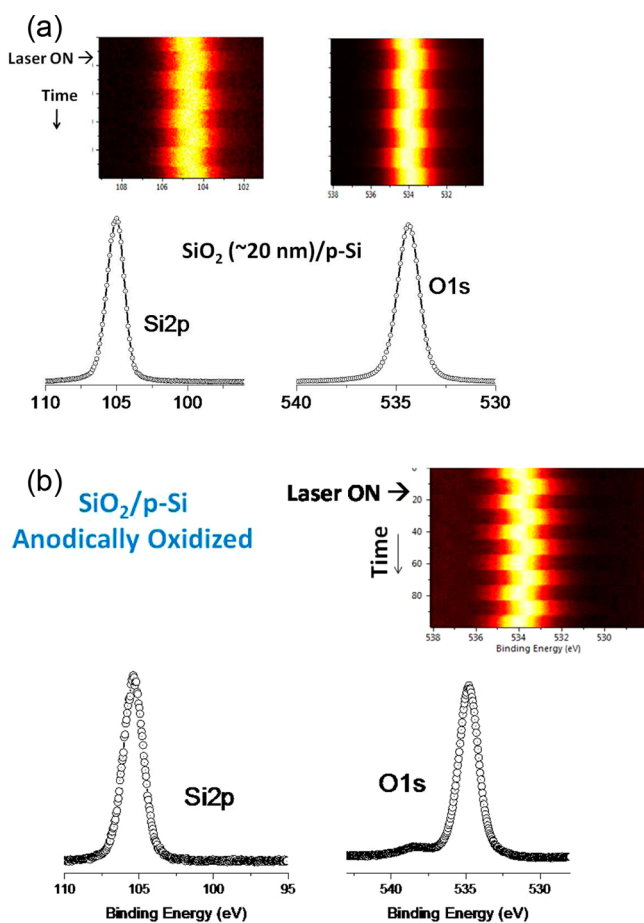 (a)
Laser ON →
Time
↓
108 106 104 102
538 536 534 532
SiO₂ (~20 nm)/p-Si
Si2p
O1s
110 105 100
540 535 530
(b)
SiO₂/p-Si
Anodically Oxidized
Laser ON →
Time
0
20
40
60
80
538 536 534 532 530
Binding Energy (eV)
Si2p
O1s
110 105 100 95
540 535 530
Binding Energy (eV)
Binding Energy (eV)